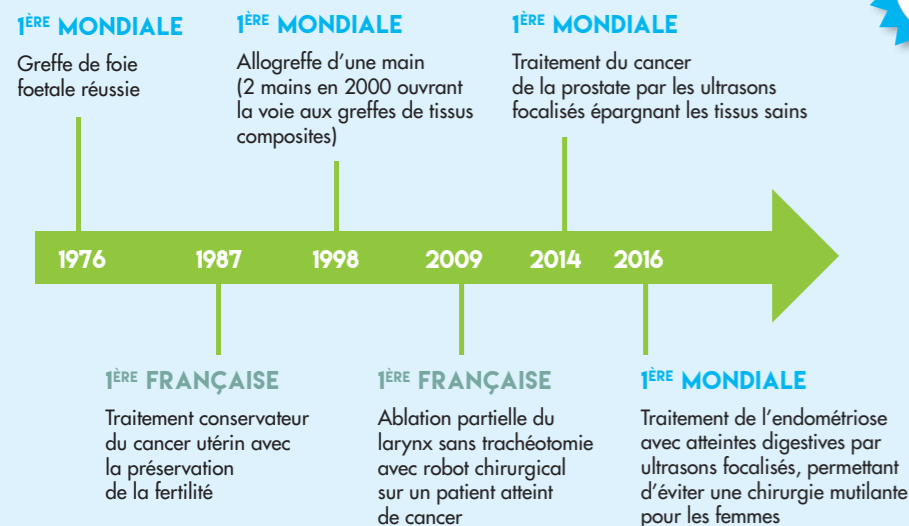 1ÈRE MONDIALE
Greffe de foie
foetale réussie
1ÈRE MONDIALE
Allogreffe d'une main
(2 mains en 2000 ouvrant
la voie aux greffes de tissus
composites)
1ÈRE MONDIALE
Traitement du cancer
de la prostate par les ultrasons
focalisés épargnant les tissus sains
1976 1987 1998 2009 2014 2016
1ÈRE FRANÇAISE
Traitement conservateur
du cancer utérin avec
la préservation
de la fertilité
1ÈRE FRANÇAISE
Ablation partielle du
larynx sans trachéotomie
avec robot chirurgical
sur un patient atteint
de cancer
1ÈRE MONDIALE
Traitement de l'endométriose
avec atteintes digestives par
ultrasons focalisés, permettant
d'éviter une chirurgie mutilante
pour les femmes